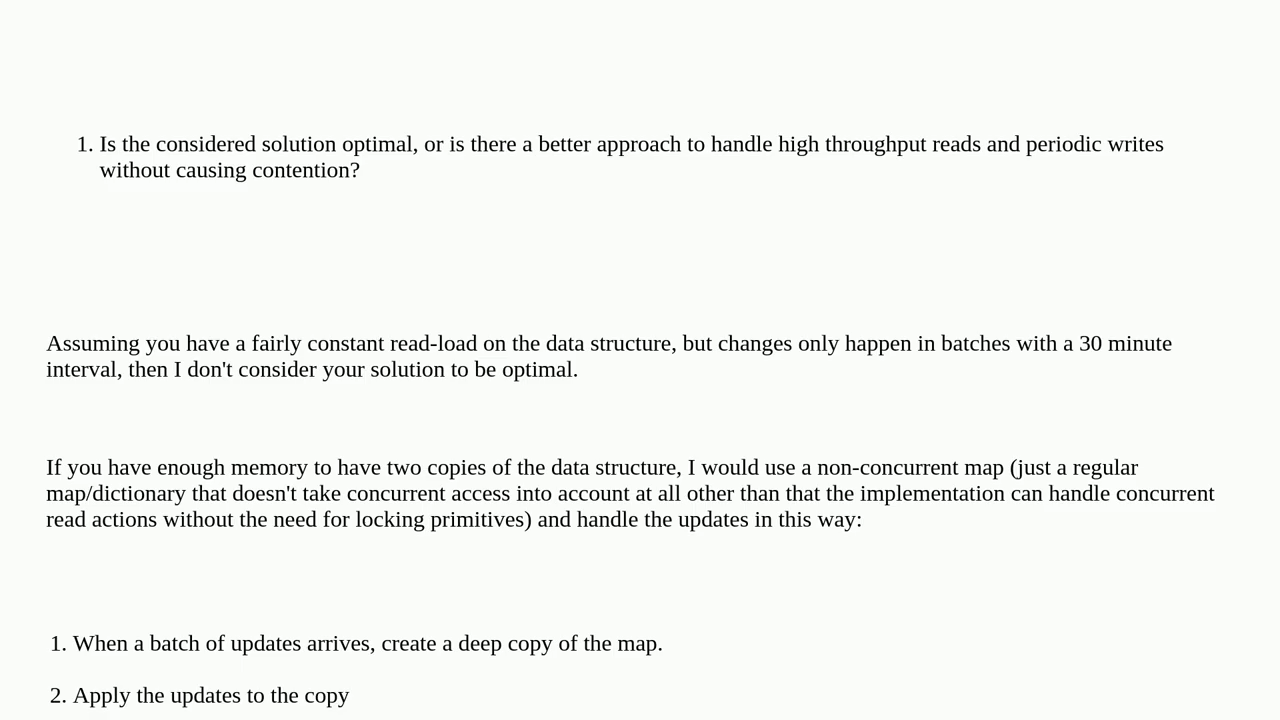 1. Is the considered solution optimal, or is there a better approach to handle high throughput reads and periodic writes
without causing contention?
Assuming you have a fairly constant read-load on the data structure, but changes only happen in batches with a 30 minute
interval, then I don't consider your solution to be optimal.
If you have enough memory to have two copies of the data structure, I would use a non-concurrent map (just a regular
map/dictionary that doesn't take concurrent access into account at all other than that the implementation can handle concurrent
read actions without the need for locking primitives) and handle the updates in this way:
1. When a batch of updates arrives, create a deep copy of the map.
2. Apply the updates to the copy